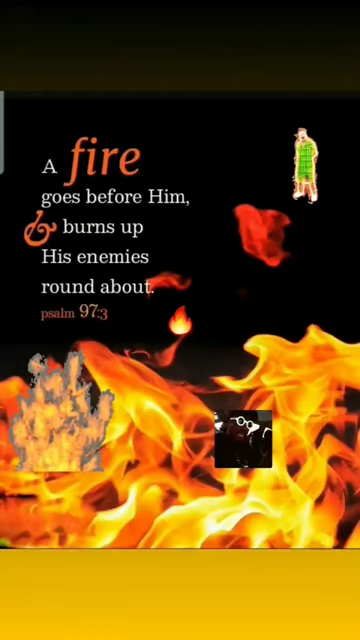 A fire
goes before Him,
& burns up
His enemies
round about.
psalm 97:3